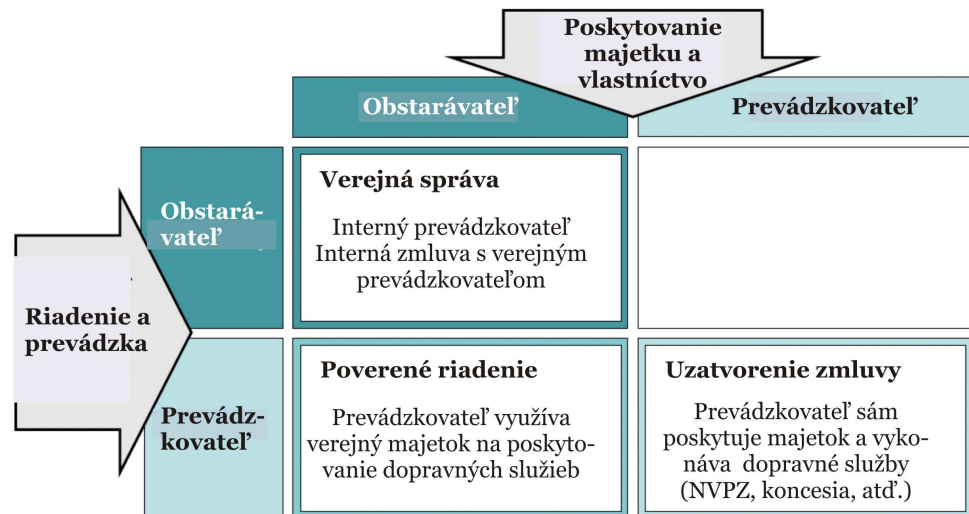 Poskytovanie
majetku a
vlastníctvo
Obstarávateľ
Prevádzkovateľ
Obstará-
vateľ
Verejná správa
Interný prevádzkovateľ
Interná zmluva s verejným
prevádzkovateľom
Riadenie a
prevádzka
Prevádz-
kovateľ
Poverené riadenie
Prevádzkovateľ využíva
verejný majetok na poskyto-
vanie dopravných služieb
Uzatvorenie zmluvy
Prevádzkovateľ sám
poskytuje majetok a vyko-
náva dopravné služby
(NVPZ, koncesia, atď.)